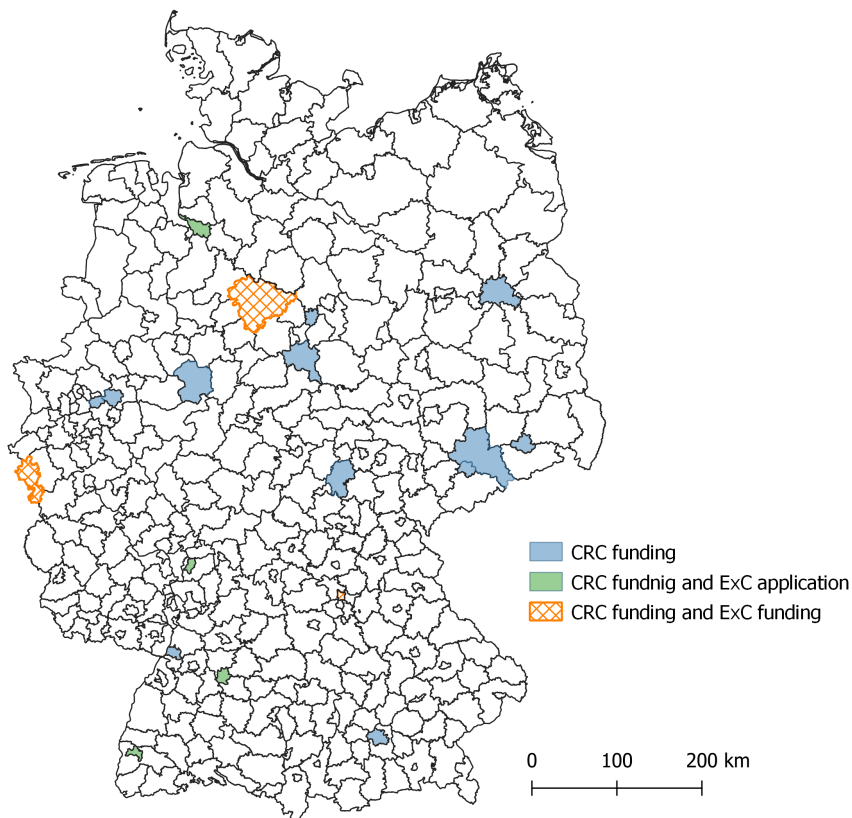 CRC funding
CRC fundnig and ExC application
CRC funding and ExC funding
0 100 200 km